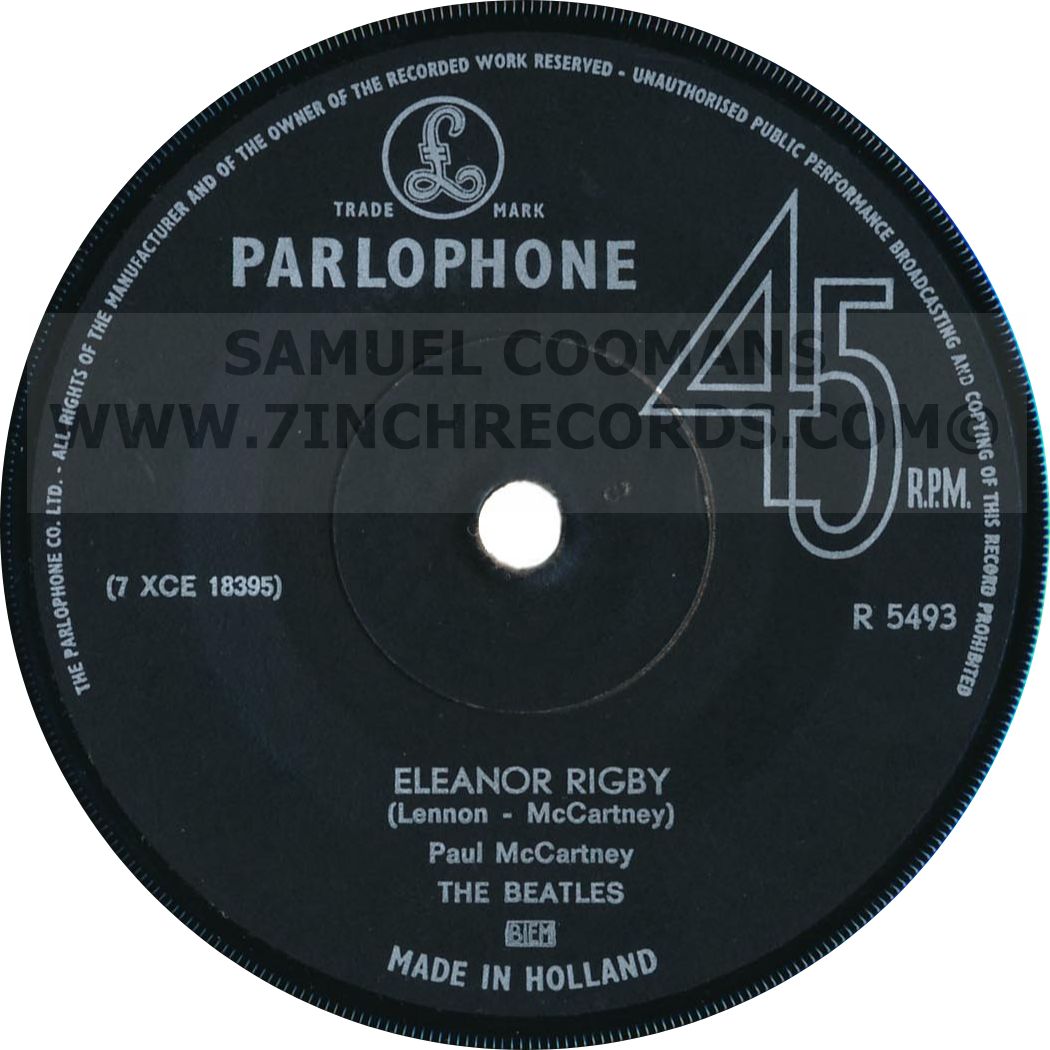 THE PARLOPHONE CO. LTD. - ALL RIGHTS OF THE MANUFACTURER AND OF THE OWNER OF THE RECORDED WORK RESERVED - UNAUTHORISED PUBLIC PERFORMANCE BROADCASTING AND COPYING OF THIS RECORD PROHIBITED
£
TRADE MARK
PARLOPHONE
45
R.P.M.
SAMUEL COOMANS
WWW.7INCHRECORDS.COM©
(7 XCE 18395)
R 5493
ELEANOR RIGBY
(Lennon - McCartney)
Paul McCartney
THE BEATLES
BIEM
MADE IN HOLLAND